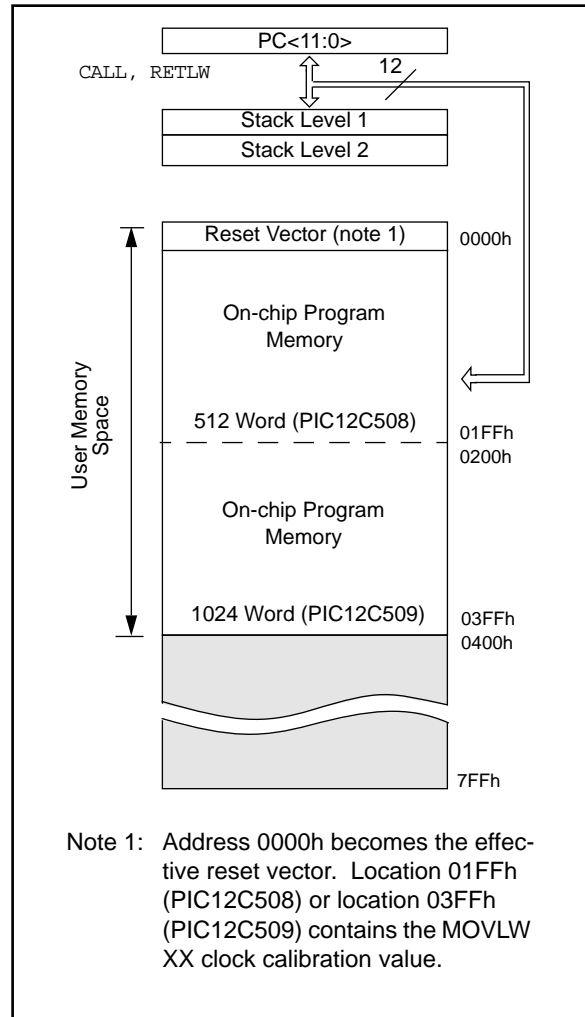 PC<11:0>
CALL, RETLW
12
Stack Level 1
Stack Level 2
Reset Vector (note 1)
0000h
On-chip Program
Memory
User Memory
Space
512 Word (PIC12C508)
01FFh
0200h
On-chip Program
Memory
1024 Word (PIC12C509)
03FFh
0400h
7FFh
Note 1: Address 0000h becomes the effec-
tive reset vector. Location 01FFh
(PIC12C508) or location 03FFh
(PIC12C509) contains the MOVLW
XX clock calibration value.